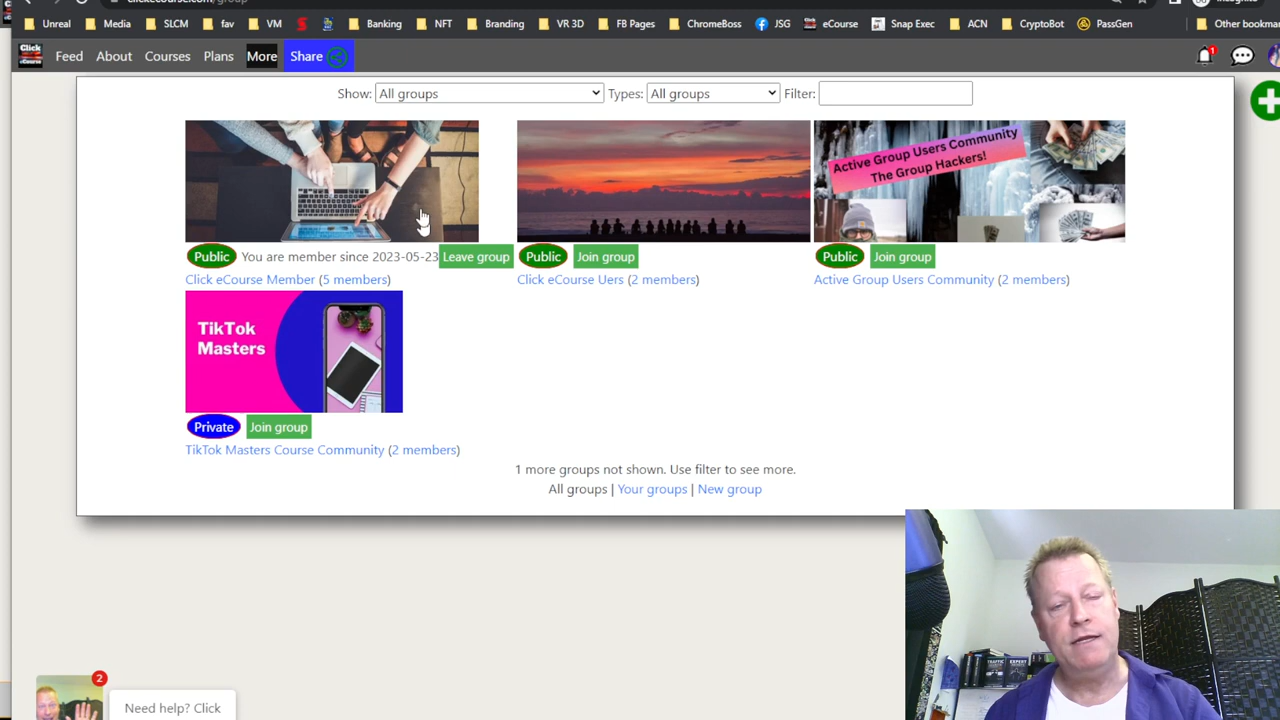 Unreal Media SLCM fav VM Banking NFT Branding VR 3D FB Pages ChromeBoss JSG eCourse Snap Exec ACN CryptoBot PassGen Other bookmar
Click eCourse Feed About Courses Plans More Share 1
Show: All groups Types: All groups Filter:
Active Group Users Community
The Group Hackers!
Public You are member since 2023-05-23 Leave group Public Join group Public Join group
Click eCourse Member (5 members) Click eCourse Uers (2 members) Active Group Users Community (2 members)
TikTok
Masters
Private Join group
TikTok Masters Course Community (2 members)
1 more groups not shown. Use filter to see more.
All groups | Your groups | New group
2
Need help? Click